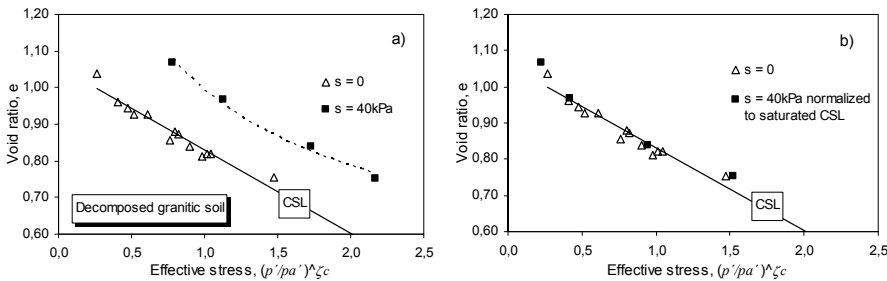 a)
1,20
1,10
1,00
0,90
0,80
0,70
0,60
Void ratio, e
s = 0
s = 40kPa
Decomposed granitic soil
CSL
0,0 0,5 1,0 1,5 2,0 2,5
Effective stress, (p´/pa´)^ζc
b)
1,20
1,10
1,00
0,90
0,80
0,70
0,60
Void ratio, e
s = 0
s = 40kPa normalized
to saturated CSL
CSL
0,0 0,5 1,0 1,5 2,0 2,5
Effective stress, (p´/pa´)^ζc